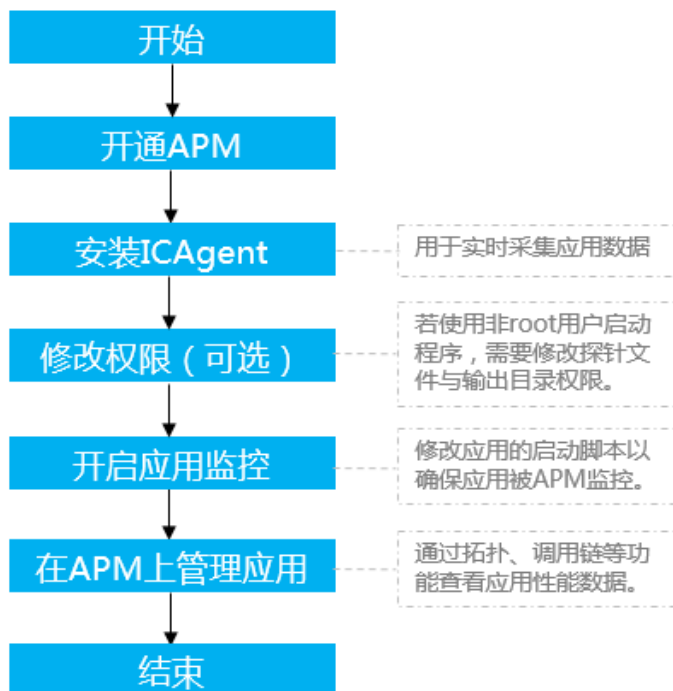 开始
开通APM
安装ICAgent
用于实时采集应用数据
修改权限（可选）
若使用非root用户启动
程序，需要修改探针文
件与输出目录权限。
开启应用监控
修改应用的启动脚本以
确保应用被APM监控。
在APM上管理应用
通过拓扑、调用链等功
能查看应用性能数据。
结束